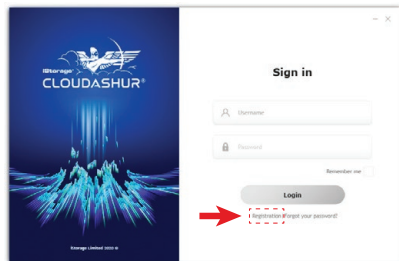 iStorage®
CLOUDASHUR®
iStorage Limited 2020 ©
Sign in
Username
Password
Remember me
Login
Registration Forgot your password?